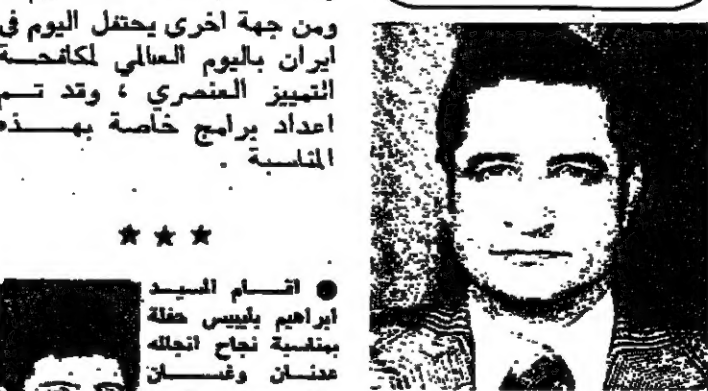 ومن جهة اخرى يحتفل اليوم في
ايران باليوم العالمي لمكافحة
التمييز العنصري ، وقد تم
اعداد برامج خاصة بهذه
المناسبة .
★ ★ ★
● اقام السيد
ابراهيم بلبيسي حفلة
بمناسبة نجاح انجاله
عدنان وغسان